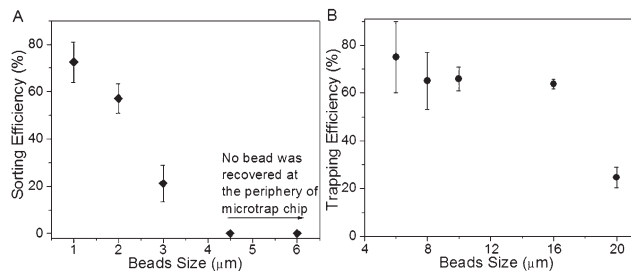 A
Sorting Efficiency (%)
80
60
40
20
0
No bead was
recovered at
the periphery of
microtrap chip
1 2 3 4 5 6
Beads Size (μm)
B
Trapping Efficiency (%)
80
60
40
20
0
4 8 12 16 20
Beads Size (μm)